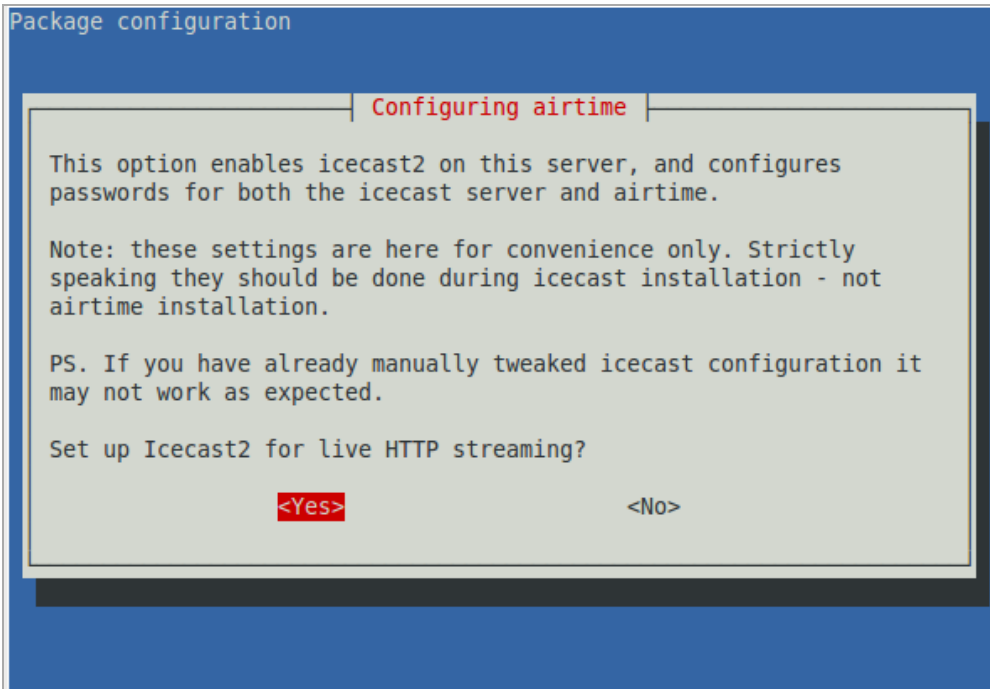 Package configuration
Configuring airtime
This option enables icecast2 on this server, and configures
passwords for both the icecast server and airtime.
Note: these settings are here for convenience only. Strictly
speaking they should be done during icecast installation - not
airtime installation.
PS. If you have already manually tweaked icecast configuration it
may not work as expected.
Set up Icecast2 for live HTTP streaming?
<Yes> <No>